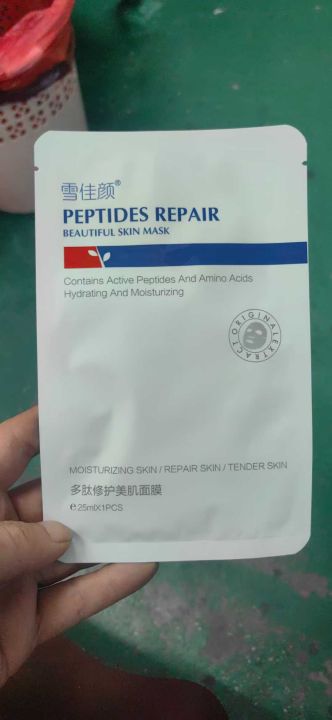 雪佳颜®
PEPTIDES REPAIR
BEAUTIFUL SKIN MASK
Contains Active Peptides And Amino Acids
Hydrating And Moisturizing
ORIGINAL EXTRACT
MOISTURIZING SKIN / REPAIR SKIN / TENDER SKIN
多肽修护美肌面膜
℮25mlX1PCS